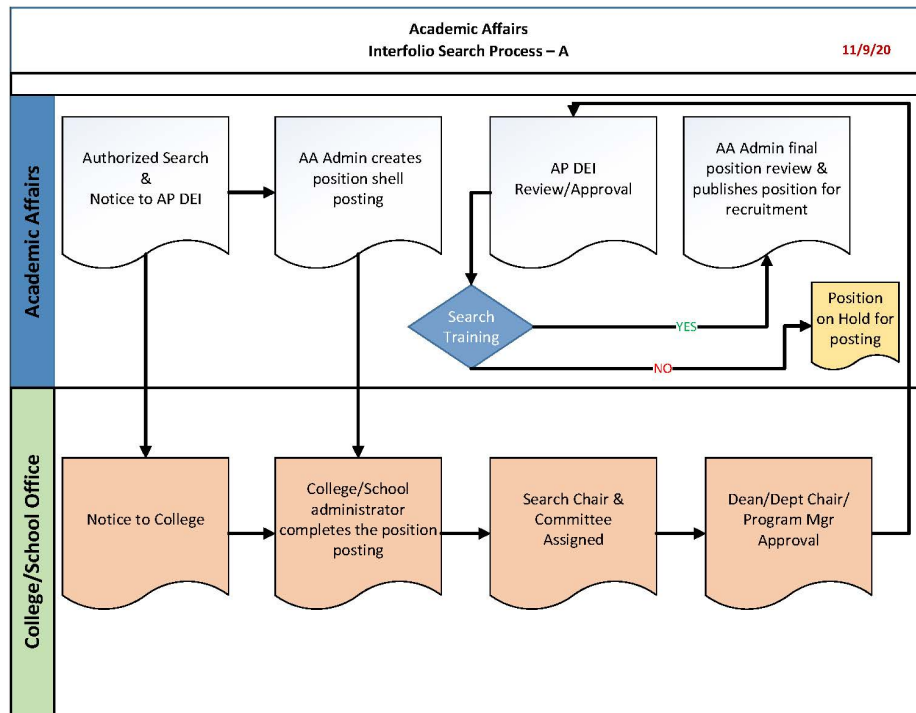 Academic Affairs
Interfolio Search Process – A
11/9/20
Academic Affairs
Authorized Search
&
Notice to AP DEI
AA Admin creates
position shell
posting
AP DEI
Review/Approval
AA Admin final
position review &
publishes position for
recruitment
Search
Training
YES
NO
Position
on Hold for
posting
College/School Office
Notice to College
College/School
administrator
completes the position
posting
Search Chair &
Committee
Assigned
Dean/Dept Chair/
Program Mgr
Approval